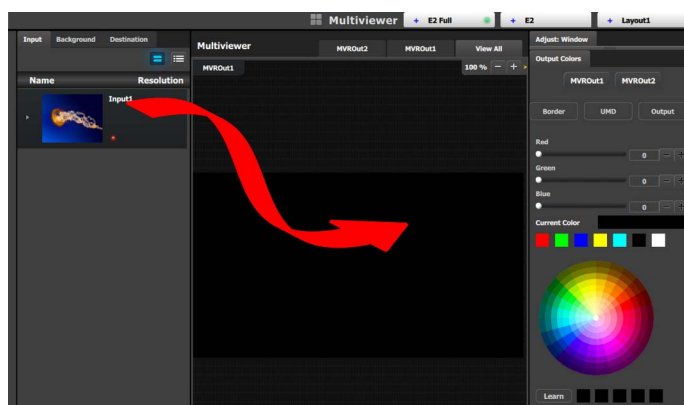 Multiviewer + E2 Full + E2 + Layout1
Input Background Destination
Name Resolution
Input1
Multiviewer MVROut2 MVROut1 View All
MVROut1 100 % − +
Adjust: Window
Output Colors
MVROut1 MVROut2
Border UMD Output
Red
0 − +
Green
0 − +
Blue
0 − +
Current Color
Learn